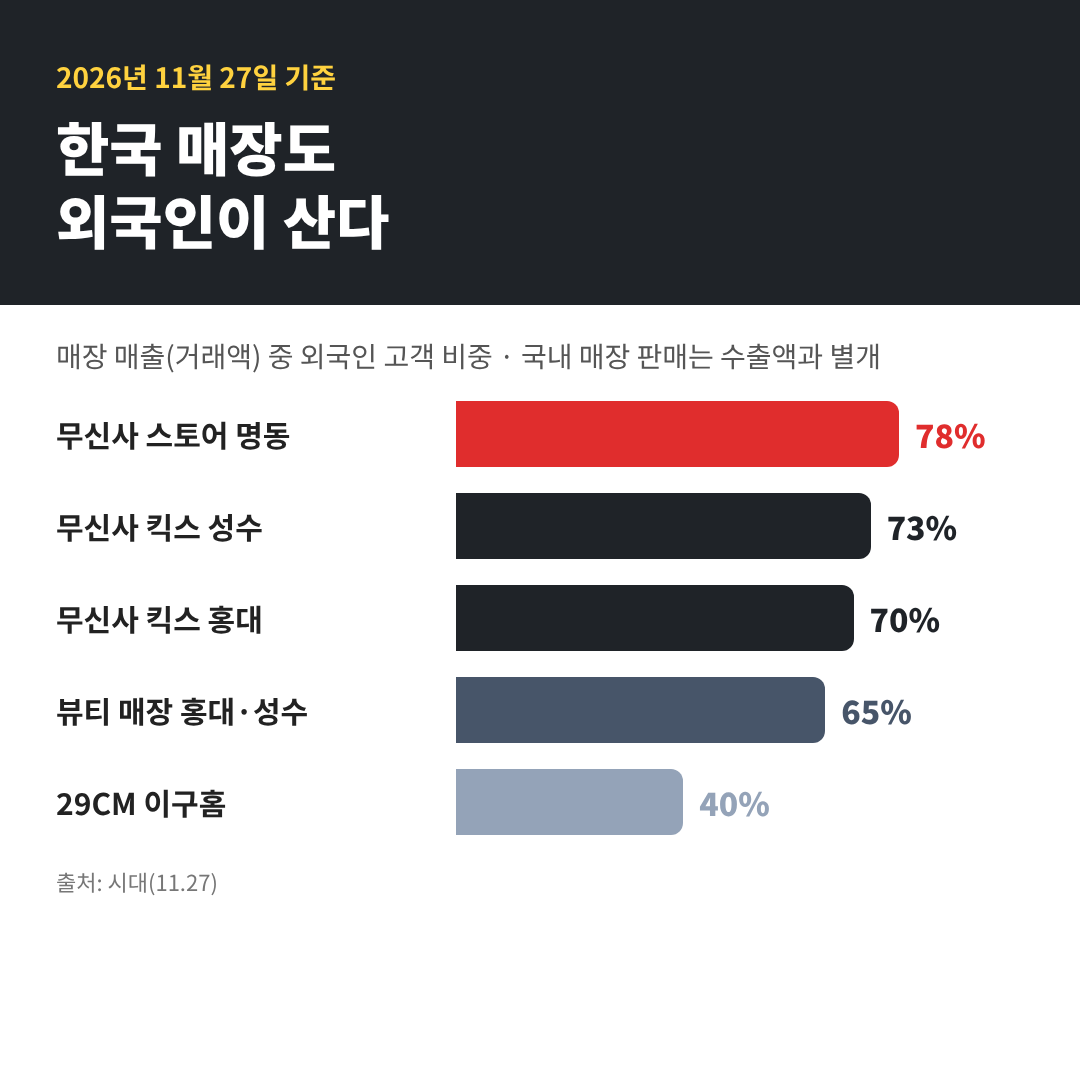 2026년 11월 27일 기준
한국 매장도
외국인이 산다
매장 매출(거래액) 중 외국인 고객 비중 · 국내 매장 판매는 수출액과 별개
무신사 스토어 명동 78%
무신사 킥스 성수 73%
무신사 킥스 홍대 70%
뷰티 매장 홍대·성수 65%
29CM 이구홈 40%
출처: 시대(11.27)